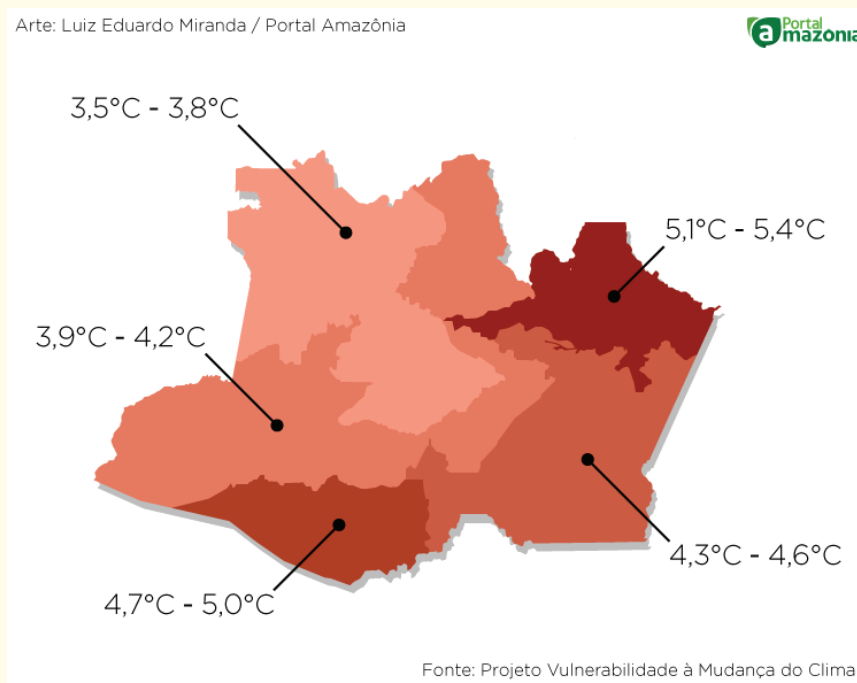 Arte: Luiz Eduardo Miranda / Portal Amazônia
Portal
amazônia
3,5°C - 3,8°C
5,1°C - 5,4°C
3,9°C - 4,2°C
4,3°C - 4,6°C
4,7°C - 5,0°C
Fonte: Projeto Vulnerabilidade à Mudança do Clima